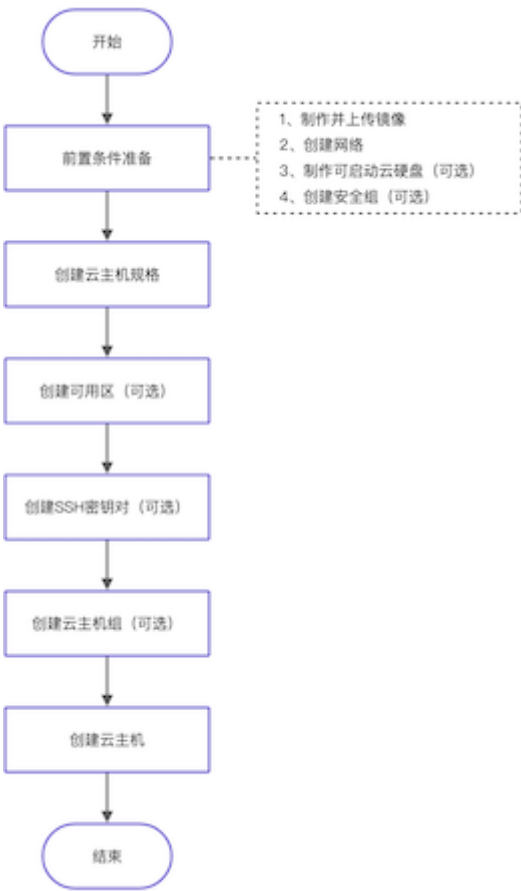 开始
前置条件准备
1、制作并上传镜像
2、创建网络
3、制作可启动云硬盘（可选）
4、创建安全组（可选）
创建云主机规格
创建可用区（可选）
创建SSH密钥对（可选）
创建云主机组（可选）
创建云主机
结束